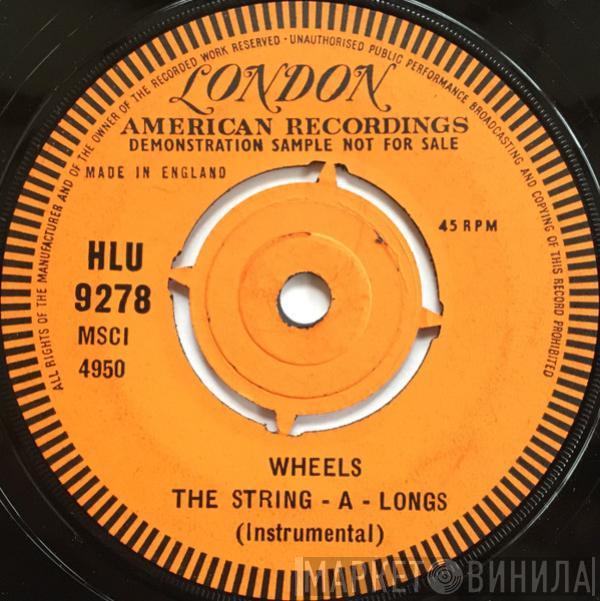 ALL RIGHTS OF THE MANUFACTURER AND OF THE OWNER OF THE RECORDED WORK RESERVED - UNAUTHORISED PUBLIC PERFORMANCE BROADCASTING AND COPYING OF THIS RECORD PROHIBITED
LONDON
AMERICAN RECORDINGS
DEMONSTRATION SAMPLE NOT FOR SALE
MADE IN ENGLAND
45 RPM
HLU
9278
MSCI
4950
WHEELS
THE STRING - A - LONGS
(Instrumental)
МАРКЕТ ВИНИЛА